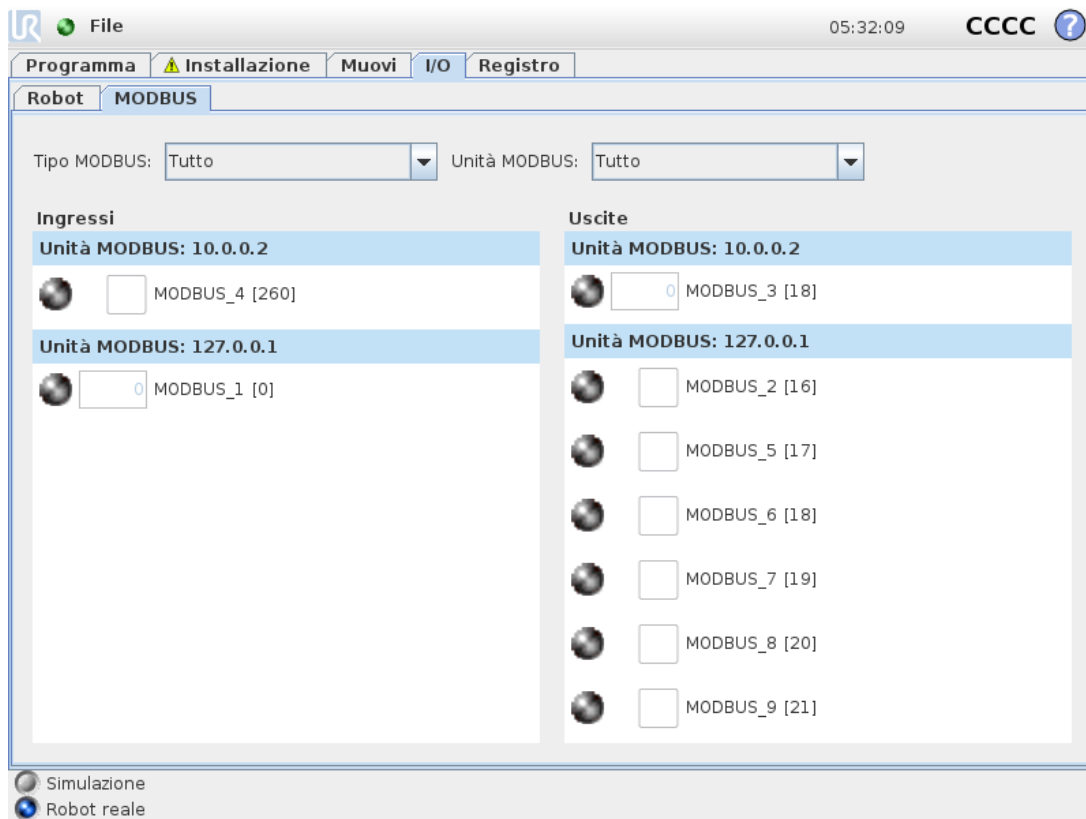 UR File 05:32:09 CCCC ?
Programma Installazione Muovi I/O Registro
Robot MODBUS
Tipo MODBUS: Tutto Unità MODBUS: Tutto
Ingressi
Unità MODBUS: 10.0.0.2
MODBUS_4 [260]
Unità MODBUS: 127.0.0.1
0 MODBUS_1 [0]
Uscite
Unità MODBUS: 10.0.0.2
0 MODBUS_3 [18]
Unità MODBUS: 127.0.0.1
MODBUS_2 [16]
MODBUS_5 [17]
MODBUS_6 [18]
MODBUS_7 [19]
MODBUS_8 [20]
MODBUS_9 [21]
Simulazione
Robot reale